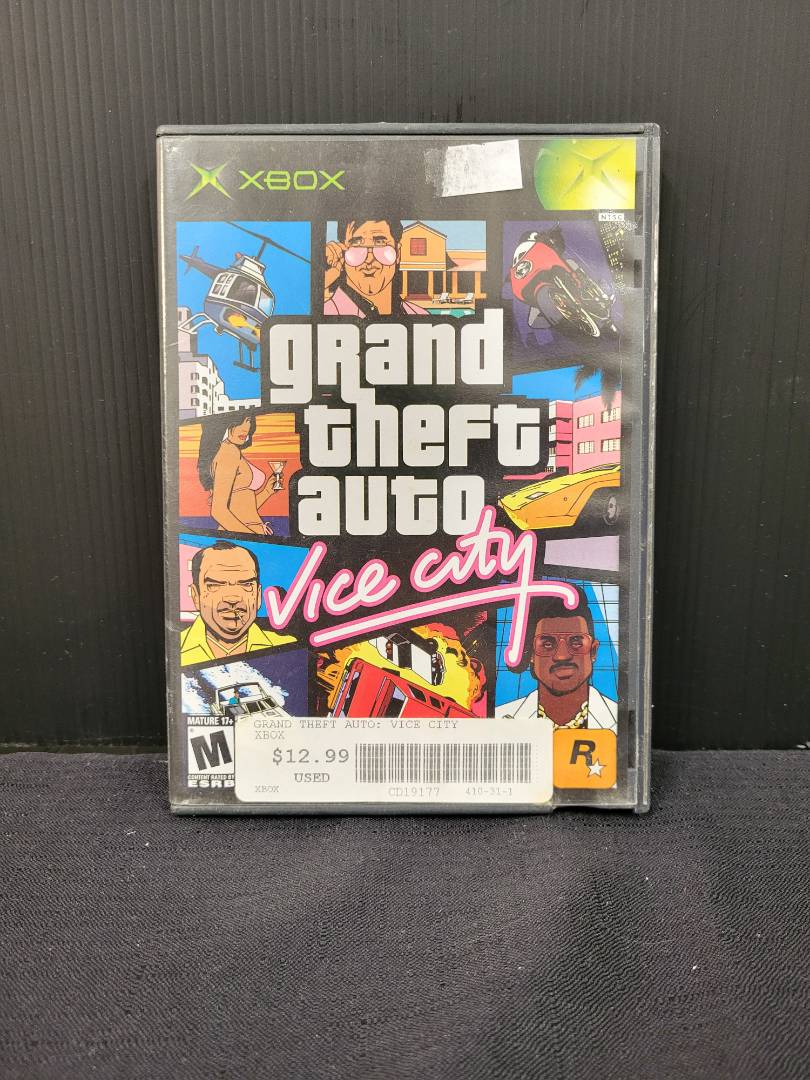 XBOX
NTSC
grand
theft
auto
Vice City
MATURE 17+
M
CONTENT RATED BY
ESRB
GRAND THEFT AUTO: VICE CITY
XBOX
$12.99
USED
XBOX
CD19177
410-31-1
R